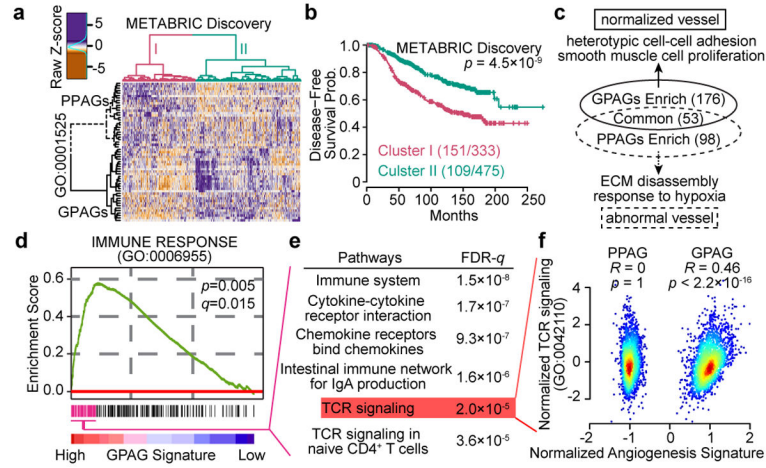 a
METABRIC Discovery
Raw Z-score
5
0
-5
I
II
GO:0001525
PPAGs
GPAGs
b
METABRIC Discovery
p = 4.5×10-9
Disease-Free
Survival Prob.
1.0
0.8
0.6
0.4
0.2
0
Cluster I (151/333)
Culster II (109/475)
0 50 100 150 200 250
Months
c
normalized vessel
heterotypic cell-cell adhesion
smooth muscle cell proliferation
GPAGs Enrich (176)
Common (53)
PPAGs Enrich (98)
ECM disassembly
response to hypoxia
abnormal vessel
d
IMMUNE RESPONSE
(GO:0006955)
p=0.005
q=0.015
Enrichment Score
0.6
0.4
0.2
0.0
High GPAG Signature Low
e
Pathways FDR-q
Immune system 1.5×10-8
Cytokine-cytokine
receptor interaction 1.7×10-7
Chemokine receptors
bind chemokines 9.3×10-7
Intestinal immune network
for IgA production 1.6×10-6
TCR signaling 2.0×10-5
TCR signaling in
naive CD4+ T cells 3.6×10-5
f
PPAG GPAG
R = 0 R = 0.46
p = 1 p < 2.2×10-16
Normalized TCR signaling
(GO:0042110)
4
2
0
-2
-2 -1 0 1 2
Normalized Angiogenesis Signature